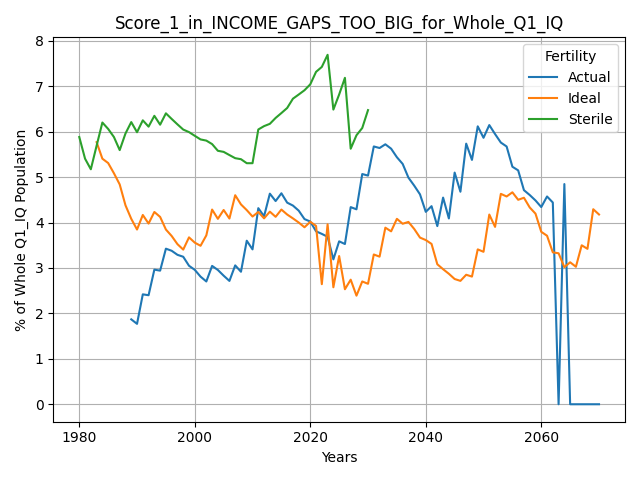 Score_1_in_INCOME_GAPS_TOO_BIG_for_Whole_Q1_IQ
Fertility
Actual
Ideal
Sterile
% of Whole Q1_IQ Population
8
7
6
5
4
3
2
1
0
1980 2000 2020 2040 2060
Years